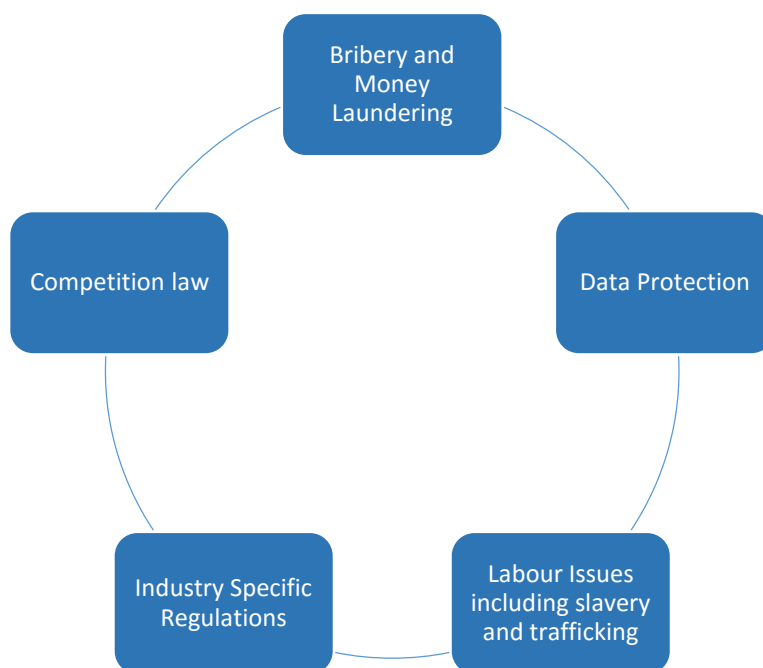 Bribery and
Money
Laundering
Data Protection
Labour Issues
including slavery
and trafficking
Industry Specific
Regulations
Competition law